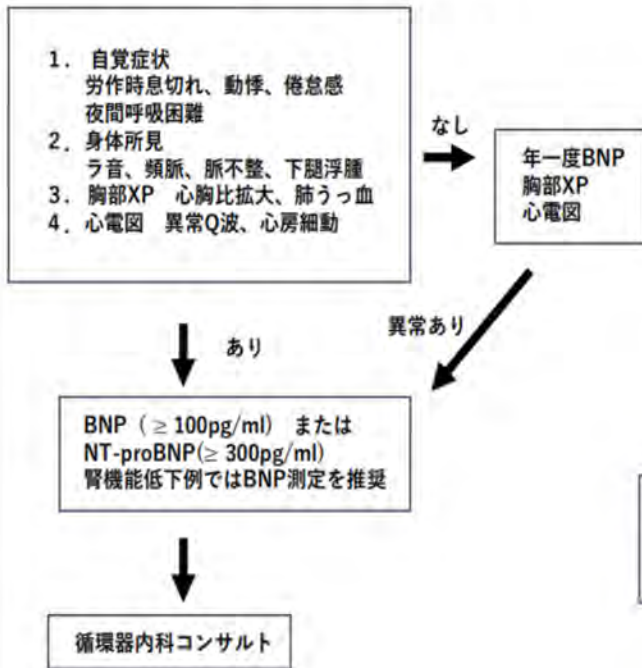 1．自覚症状
労作時息切れ、動悸、倦怠感
夜間呼吸困難
2．身体所見
ラ音、頻脈、脈不整、下腿浮腫
3．胸部XP　心胸比拡大、肺うっ血
4．心電図　異常Q波、心房細動
なし
年一度BNP
胸部XP
心電図
あり
異常あり
BNP（≥100pg/ml）　または
NT-proBNP(≥ 300pg/ml)
腎機能低下例ではBNP測定を推奨
循環器内科コンサルト